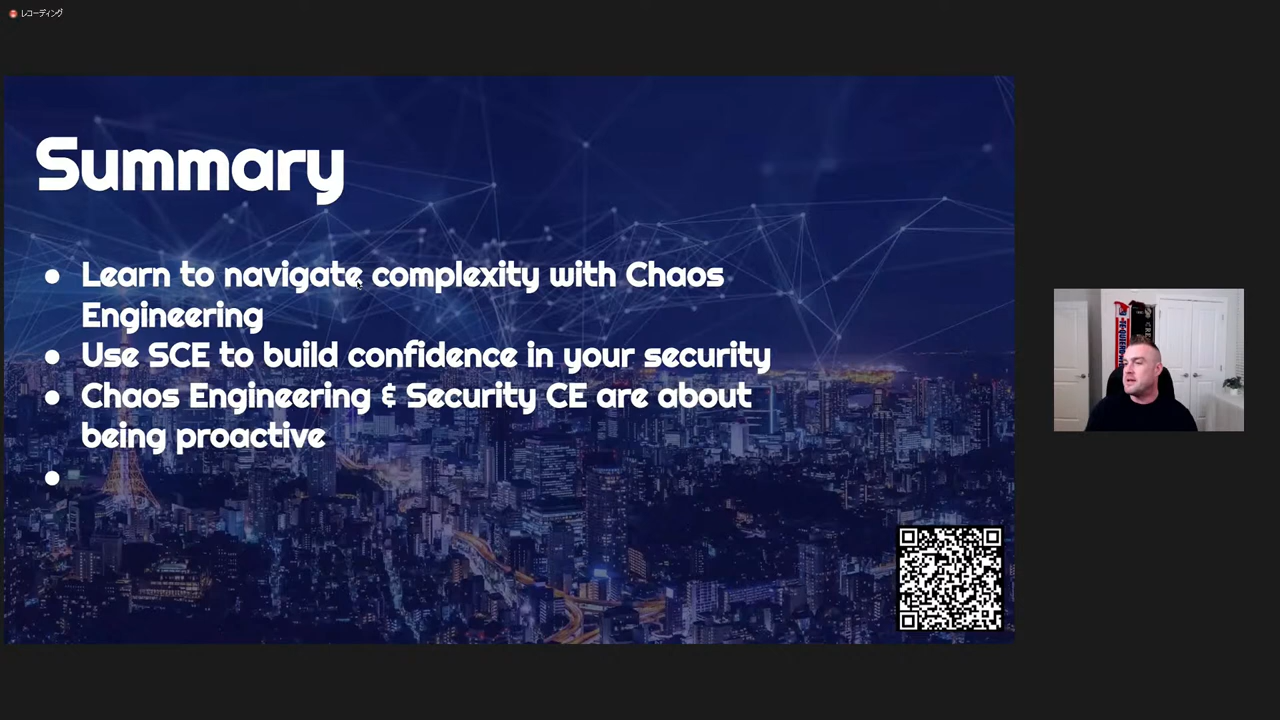 レコーディング
Summary
Learn to navigate complexity with Chaos
Engineering
Use SCE to build confidence in your security
Chaos Engineering & Security CE are about
being proactive